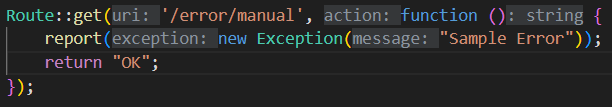 Route::get(uri: '/error/manual', action: function (): string {
    report(exception: new Exception(message: "Sample Error"));
    return "OK";
});